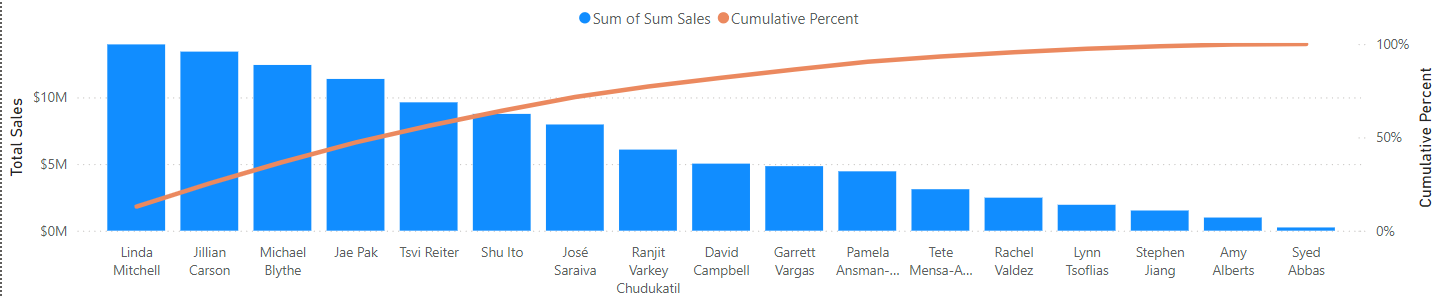 Sum of Sum Sales Cumulative Percent
Total Sales
$10M
$5M
$0M
100%
50%
0%
Cumulative Percent
Linda
Mitchell
Jillian
Carson
Michael
Blythe
Jae Pak
Tsvi Reiter
Shu Ito
José
Saraiva
Ranjit
Varkey
Chudukatil
David
Campbell
Garrett
Vargas
Pamela
Ansman-...
Tete
Mensa-A...
Rachel
Valdez
Lynn
Tsoflias
Stephen
Jiang
Amy
Alberts
Syed
Abbas